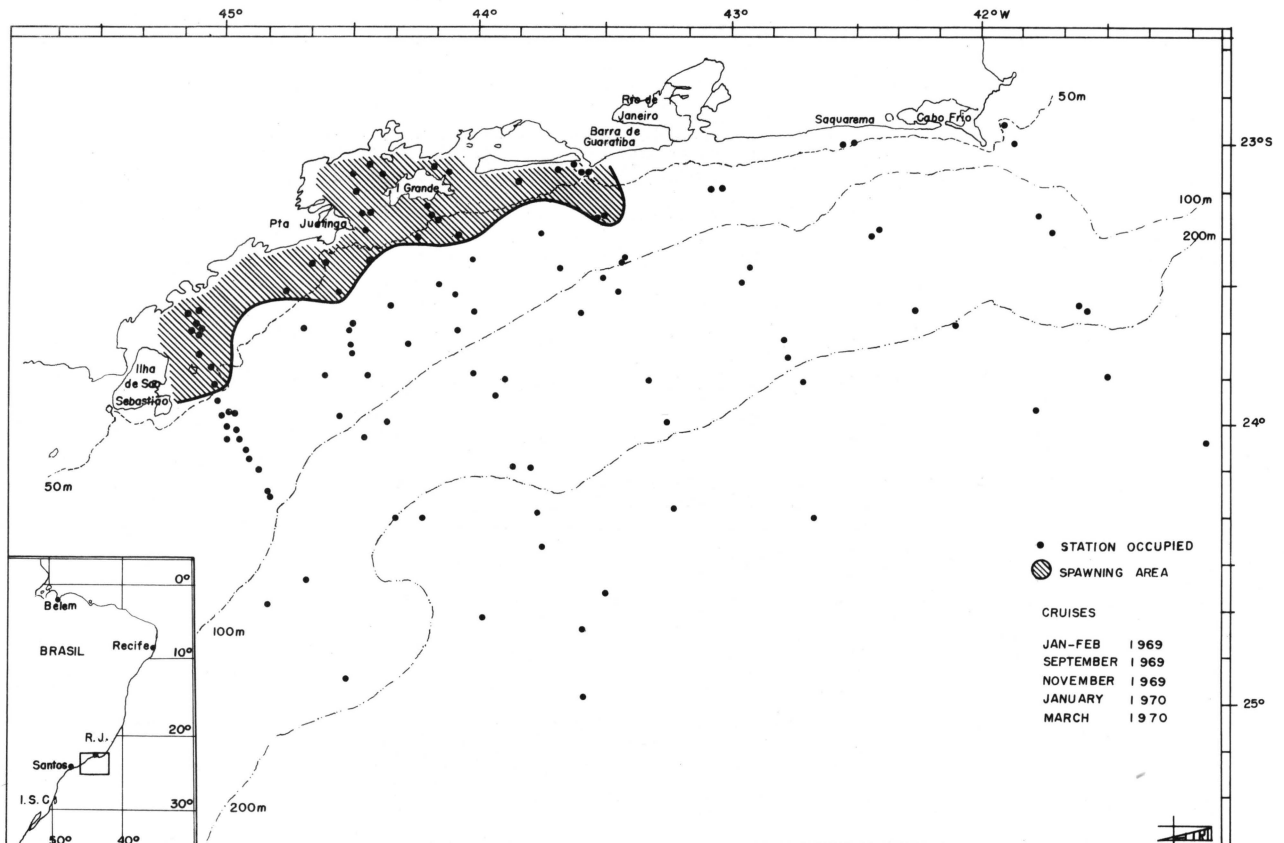 45° 44° 43° 42°W
50m
Rio de
Janeiro
Saquarema
Cabo Frio
Barra de
Guaratiba
23°S
I Grande
100m
Pta Juatinga
200m
Ilha
de Sao
Sebastião
24°
50m
STATION OCCUPIED
SPAWNING AREA
CRUISES
JAN-FEB 1969
SEPTEMBER 1969
NOVEMBER 1969
JANUARY 1970
MARCH 1970
25°
100m
200m
0°
Belem
BRASIL
Recife
10°
20°
R.J.
Santos
I.S.C.
30°
50° 40°